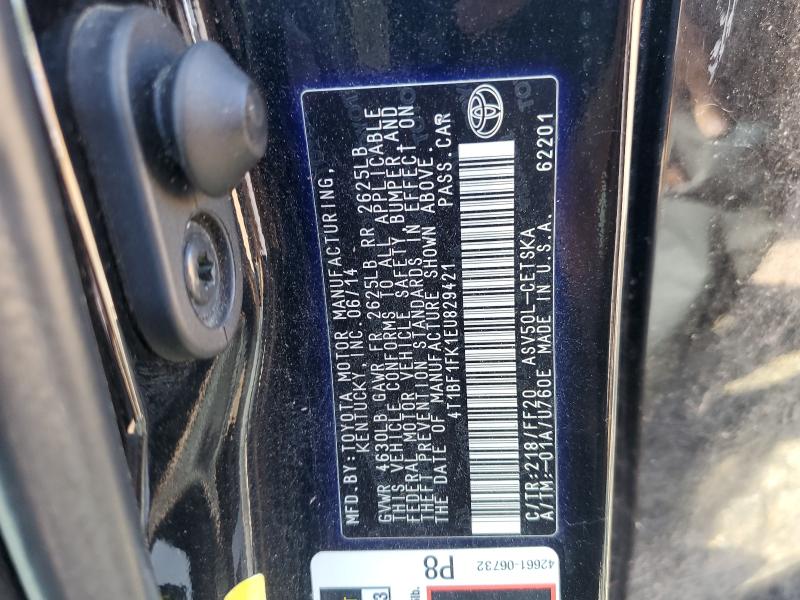 MFD.BY:TOYOTA MOTOR MANUFACTURING,
KENTUCKY, INC. 06/14
GVWR 4630LB GAWR FR 2625LB RR 2625LB
THIS VEHICLE CONFORMS TO ALL APPLICABLE
FEDERAL MOTOR VEHICLE SAFETY, BUMPER AND
THEFT PREVENTION STANDARDS IN EFFECT ON
THE DATE OF MANUFACTURE SHOWN ABOVE.
4T1BF1FK1EU829421 PASS.CAR
C/TR:218/FF20 ASV50L-CETSKA
A/TM:-01A/U760E MADE IN U.S.A. 62201
P8
42661-06732